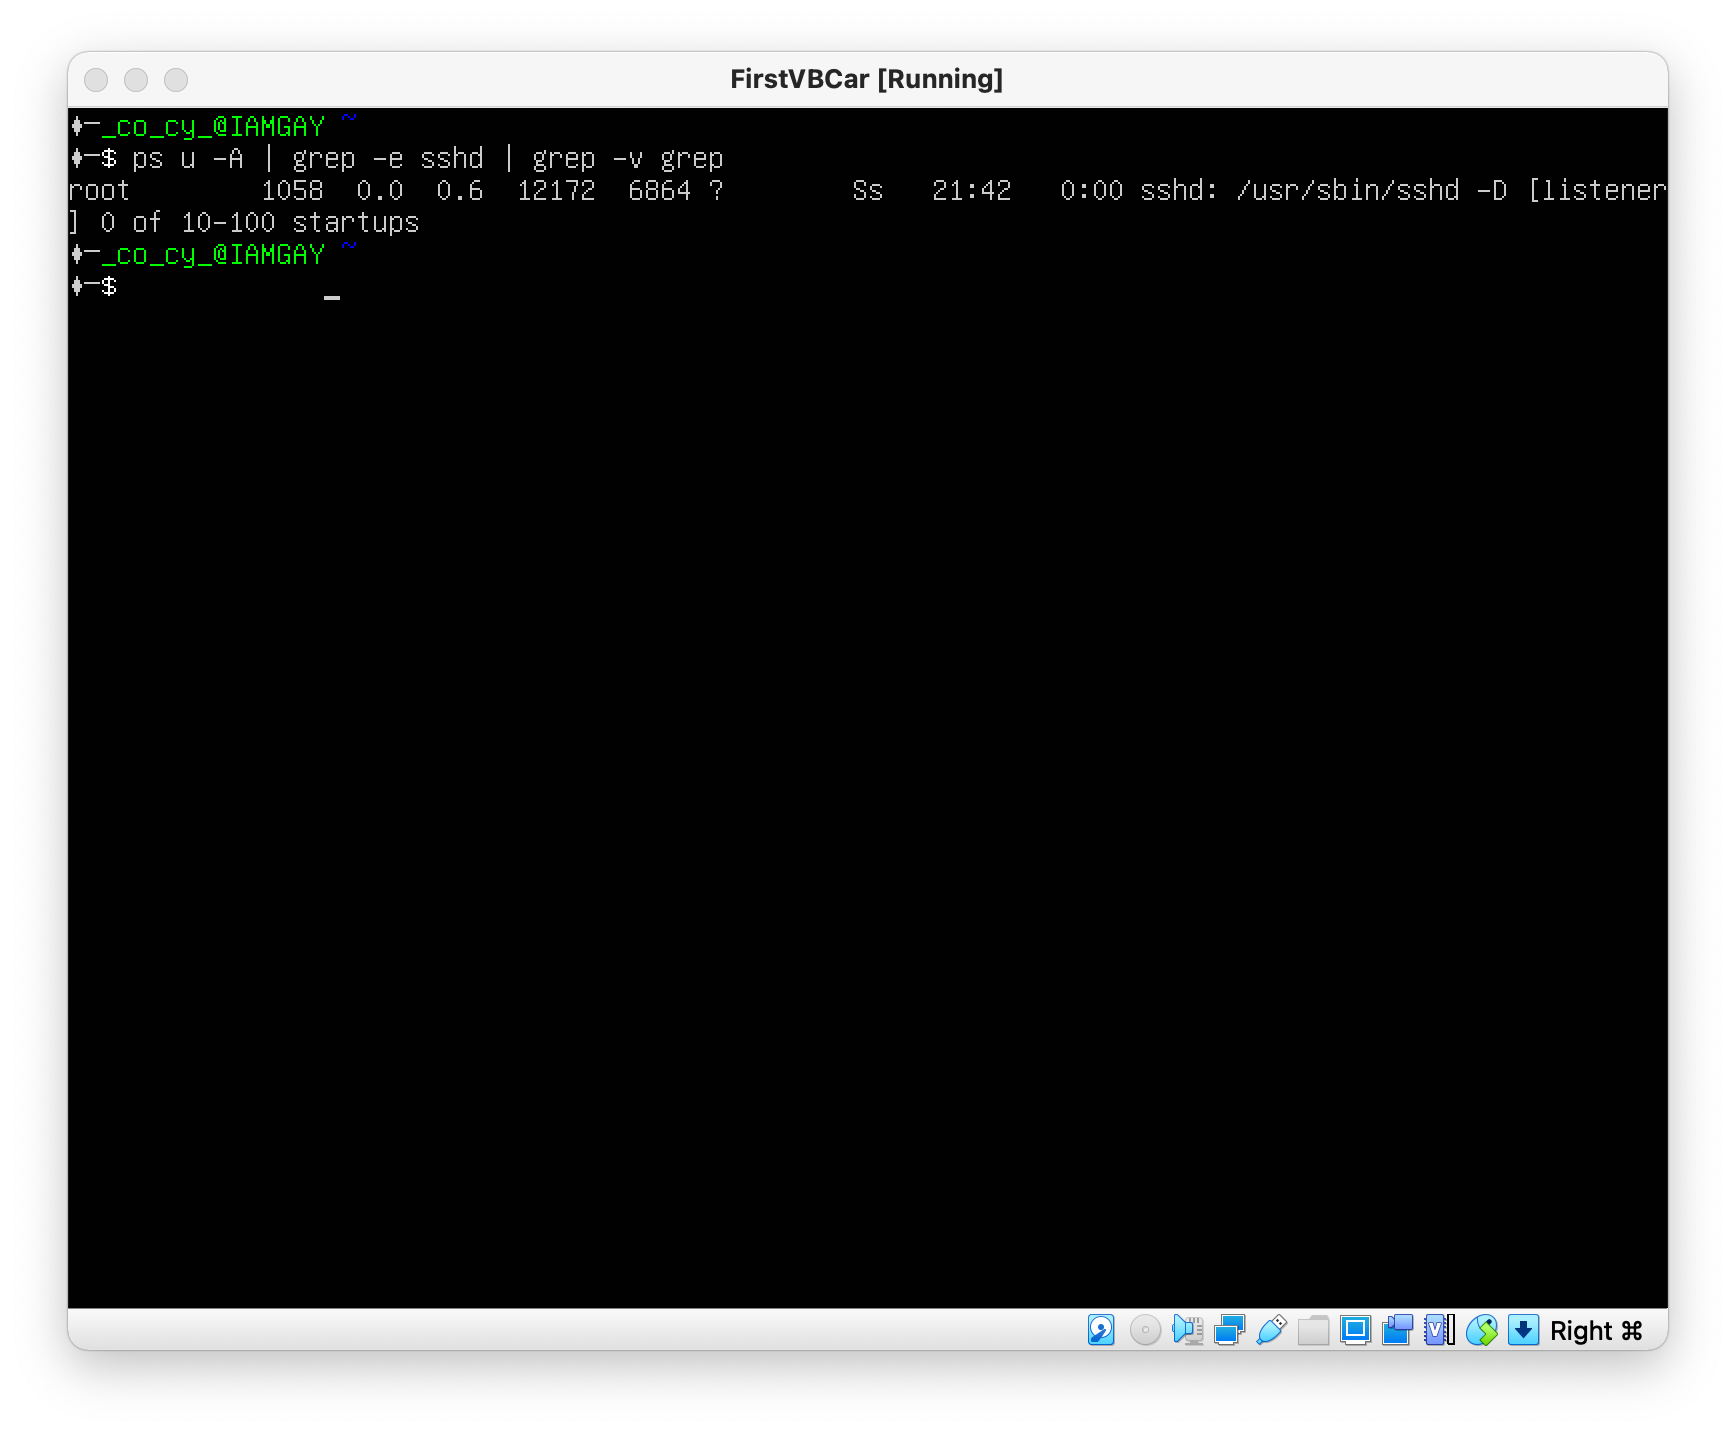 FirstVBCar [Running]
♦─_co_cy_@IAMGAY ~
♦─$ ps u -A | grep -e sshd | grep -v grep
root        1058  0.0  0.6  12172  6864 ?        Ss   21:42   0:00 sshd: /usr/sbin/sshd -D [listener
] 0 of 10-100 startups
♦─_co_cy_@IAMGAY ~
♦─$
Right ⌘